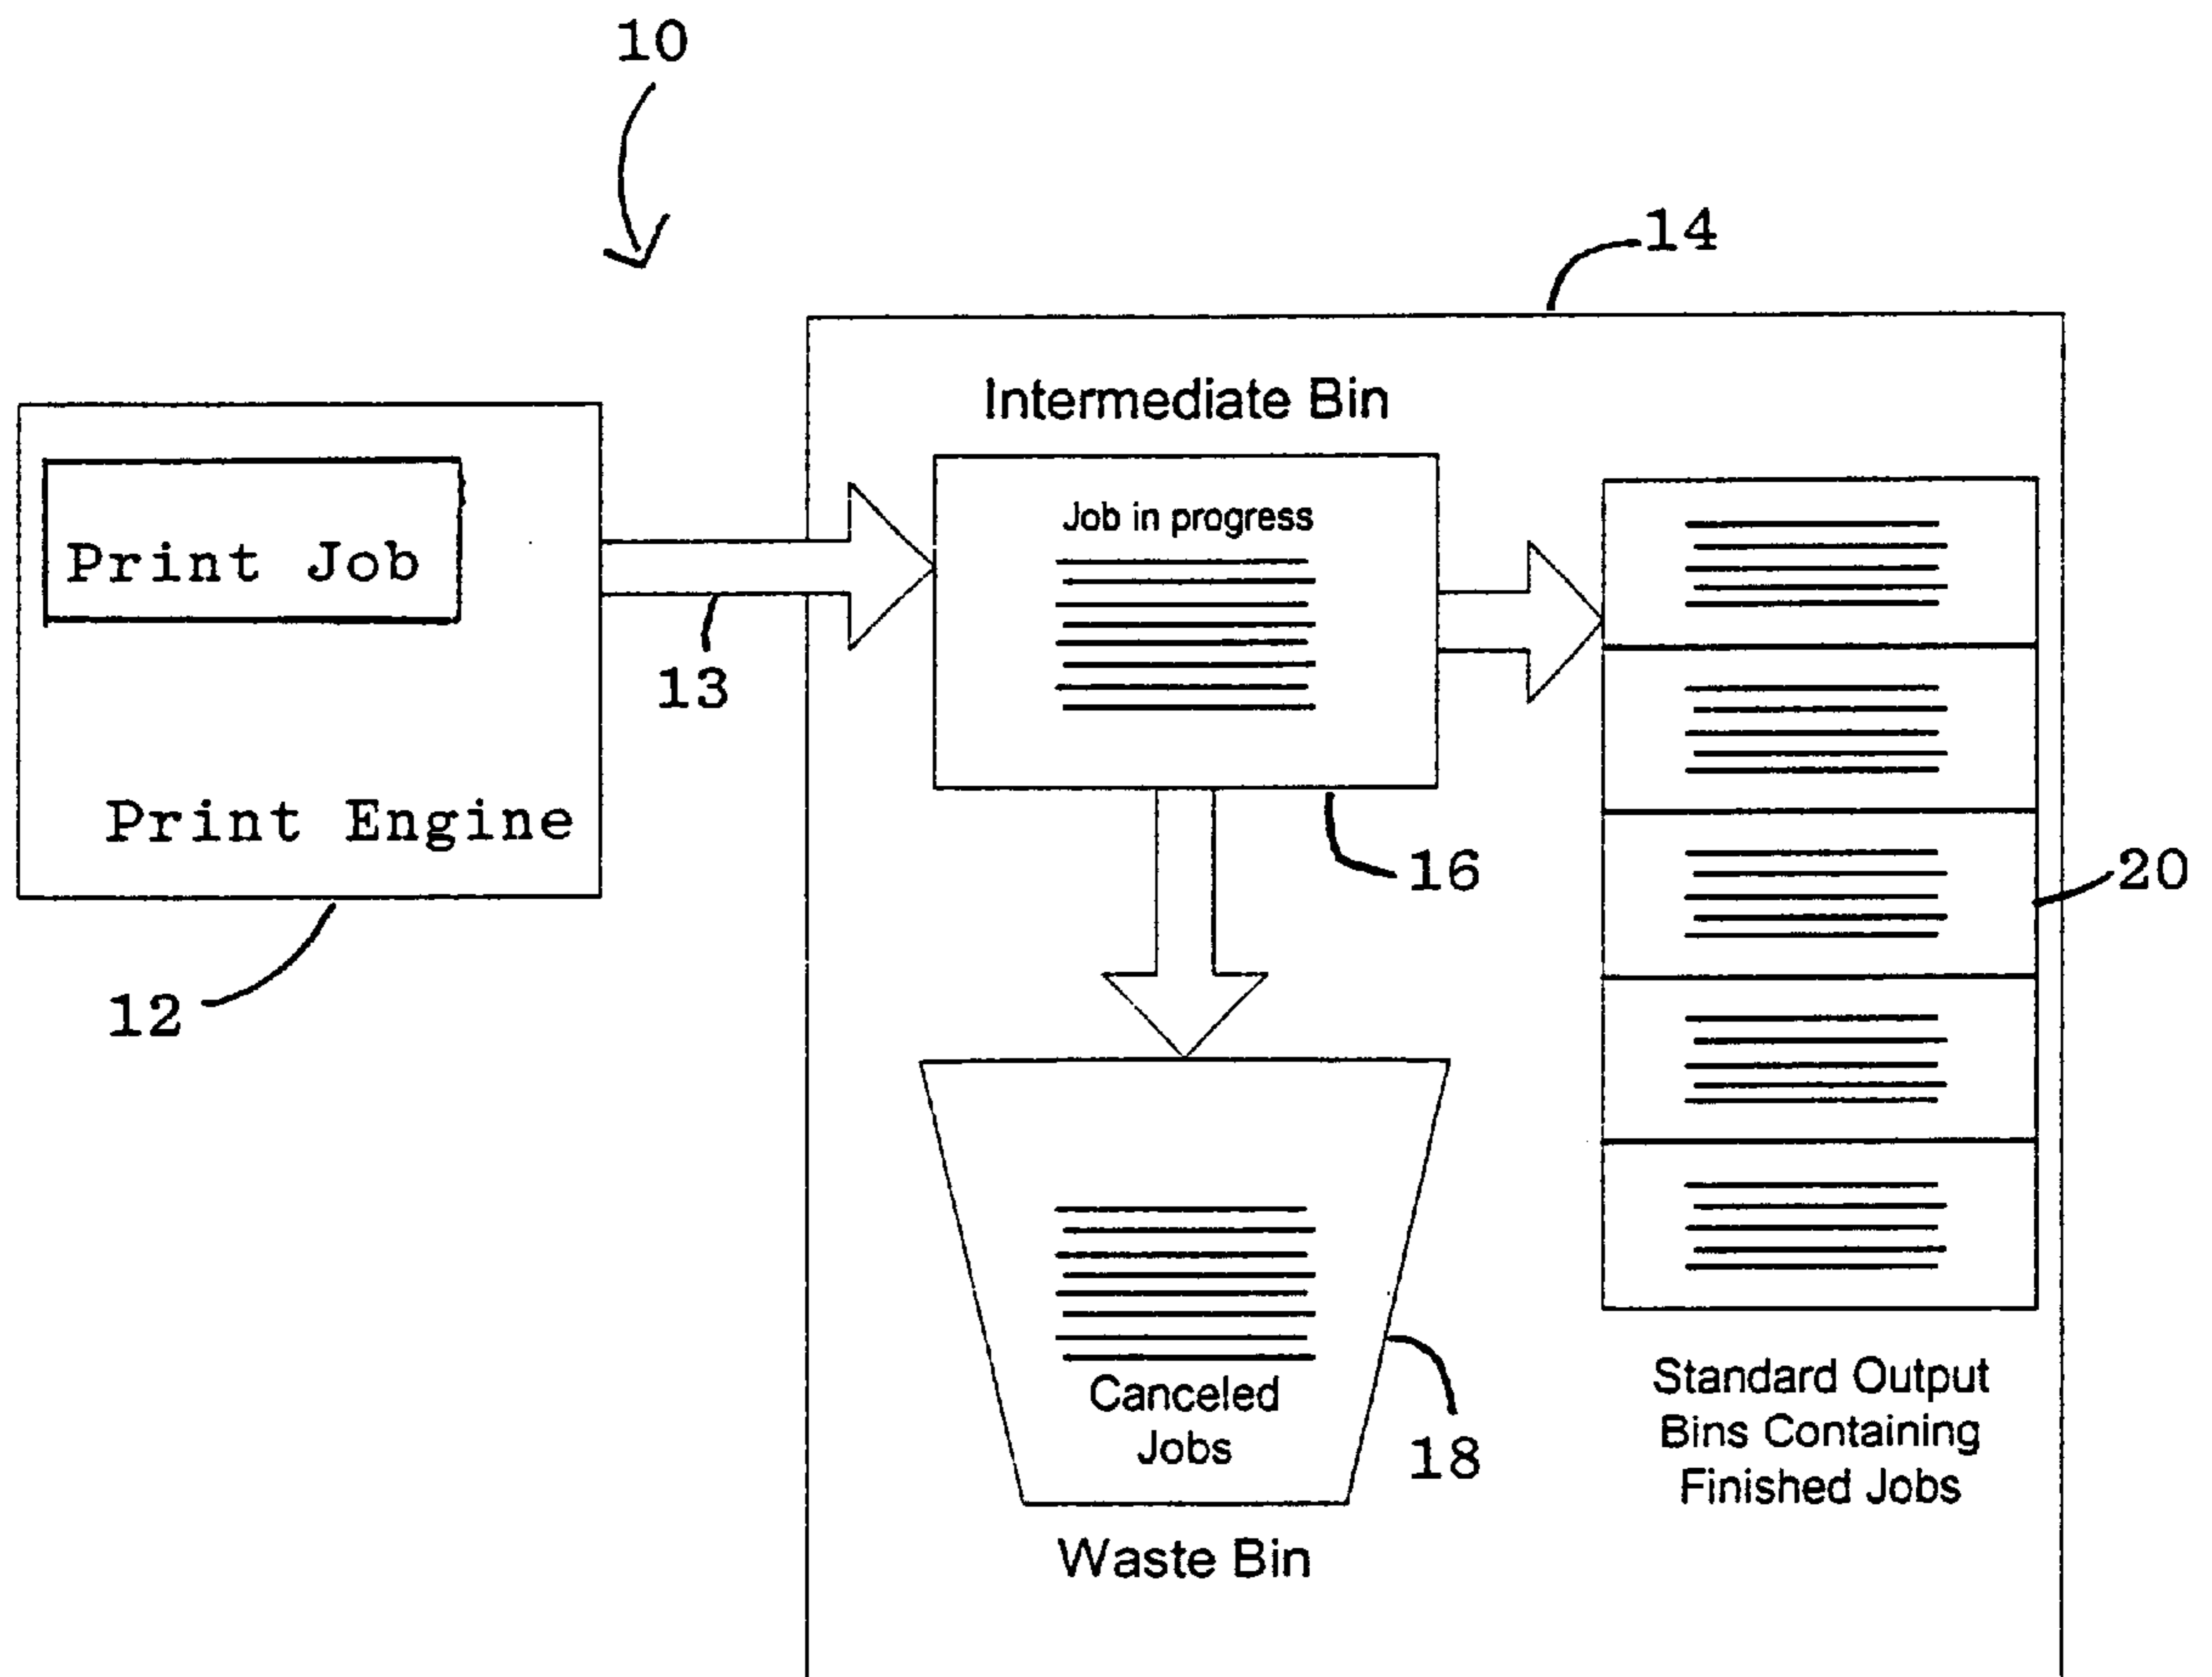 10
14
Intermediate Bin
Job in progress
Print Job
13
Print Engine
16
20
12
Canceled
Jobs
18
Waste Bin
Standard Output
Bins Containing
Finished Jobs